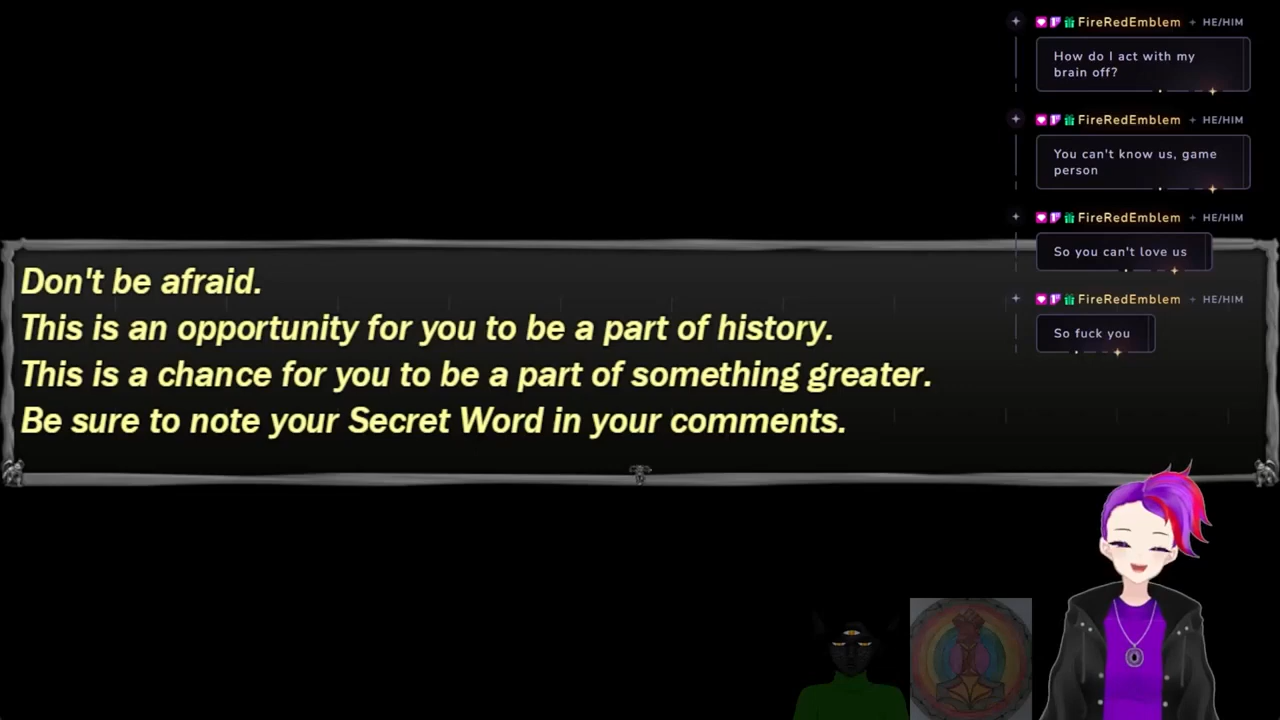 Don't be afraid.
This is an opportunity for you to be a part of history.
This is a chance for you to be a part of something greater.
Be sure to note your Secret Word in your comments.
FireRedEmblem + HE/HIM
How do I act with my
brain off?
FireRedEmblem + HE/HIM
You can't know us, game
person
FireRedEmblem + HE/HIM
So you can't love us
FireRedEmblem + HE/HIM
So fuck you